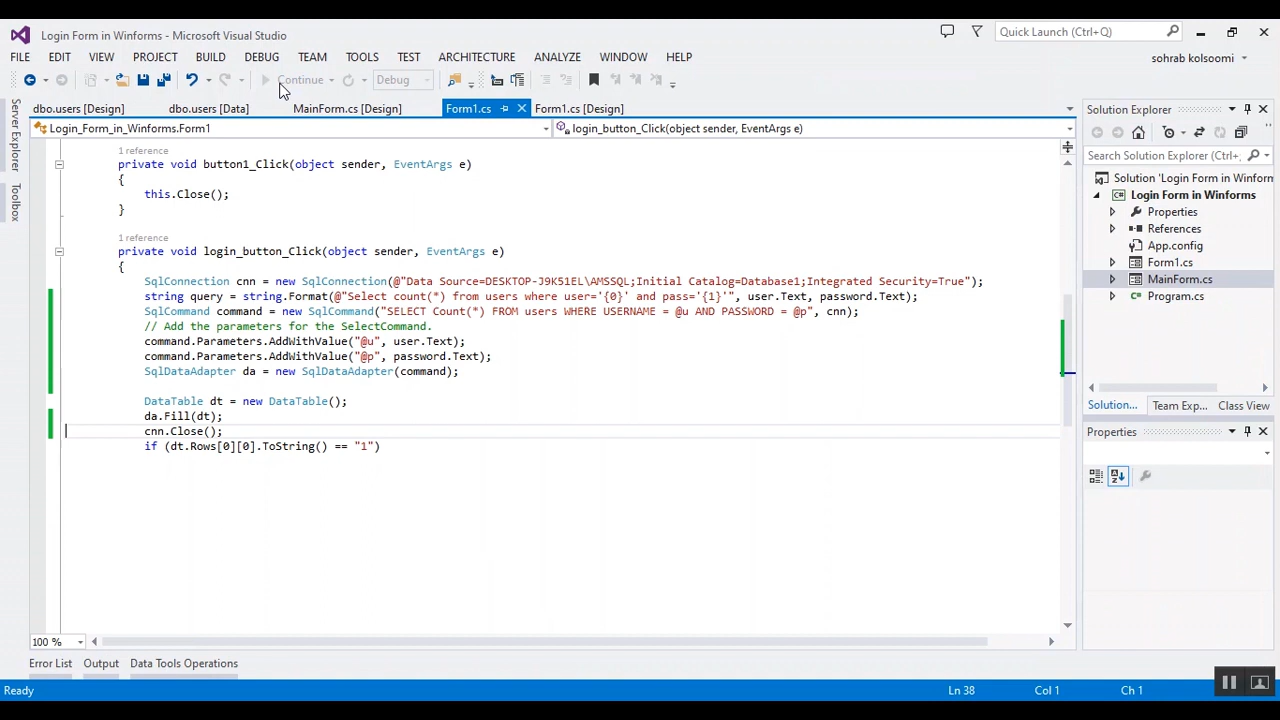 Login Form in Winforms - Microsoft Visual Studio
Quick Launch (Ctrl+Q)
FILE EDIT VIEW PROJECT BUILD DEBUG TEAM TOOLS TEST ARCHITECTURE ANALYZE WINDOW HELP
sohrab kolsoomi
Continue Debug
dbo.users [Design] dbo.users [Data] MainForm.cs [Design] Form1.cs Form1.cs [Design]
Login_Form_in_Winforms.Form1 login_button_Click(object sender, EventArgs e)
Server Explorer
Toolbox
1 reference
private void button1_Click(object sender, EventArgs e)
{
this.Close();
}
1 reference
private void login_button_Click(object sender, EventArgs e)
{
SqlConnection cnn = new SqlConnection(@"Data Source=DESKTOP-J9K51EL\AMSSQL;Initial Catalog=Database1;Integrated Security=True");
string query = string.Format(@"Select count(*) from users where user='{0}' and pass='{1}'", user.Text, password.Text);
SqlCommand command = new SqlCommand("SELECT Count(*) FROM users WHERE USERNAME = @u AND PASSWORD = @p", cnn);
// Add the parameters for the SelectCommand.
command.Parameters.AddWithValue("@u", user.Text);
command.Parameters.AddWithValue("@p", password.Text);
SqlDataAdapter da = new SqlDataAdapter(command);
DataTable dt = new DataTable();
da.Fill(dt);
cnn.Close();
if (dt.Rows[0][0].ToString() == "1")
100 %
Solution Explorer
Search Solution Explorer (Ctrl+;)
Solution 'Login Form in Winform
Login Form in Winforms
Properties
References
App.config
Form1.cs
MainForm.cs
Program.cs
Solution... Team Exp... Class View
Properties
Error List Output Data Tools Operations
Ready Ln 38 Col 1 Ch 1